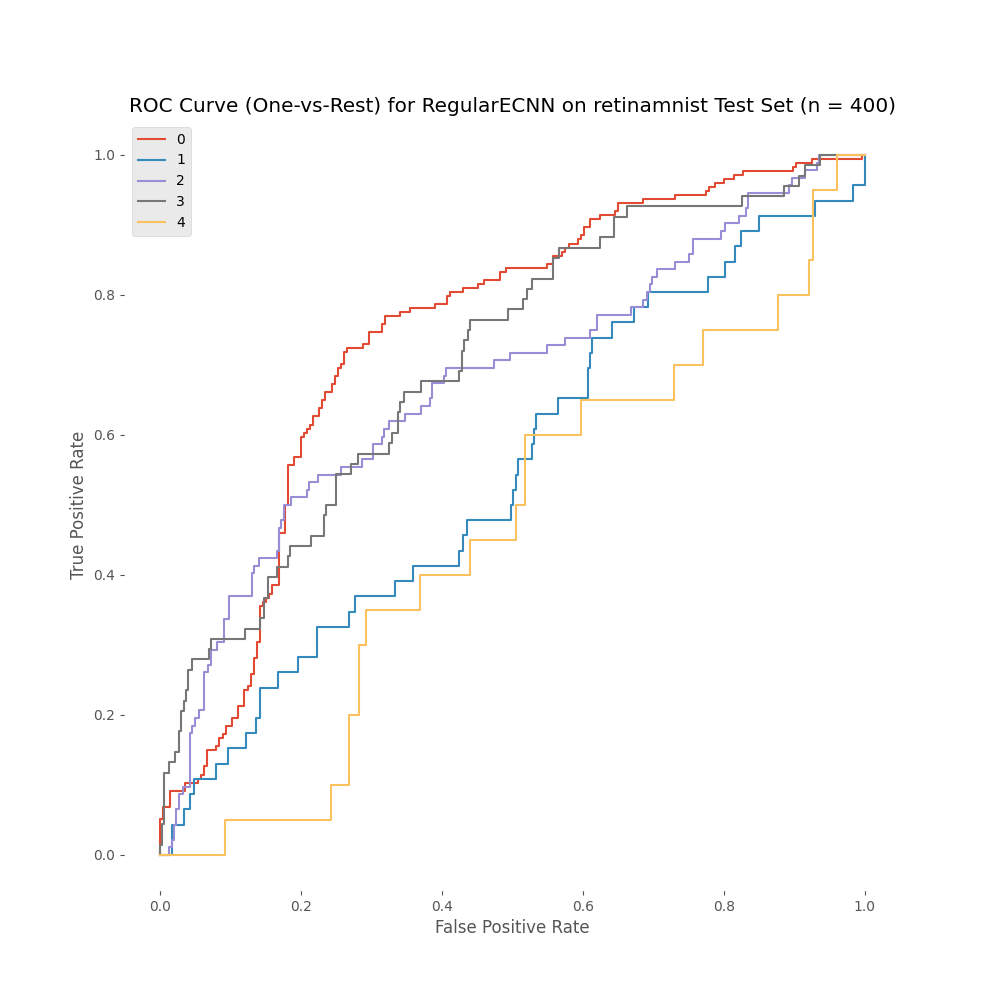 ROC Curve (One-vs-Rest) for RegularECNN on retinamnist Test Set (n = 400)
0
1
2
3
4
1.0
0.8
0.6
0.4
0.2
0.0
True Positive Rate
0.0 0.2 0.4 0.6 0.8 1.0
False Positive Rate